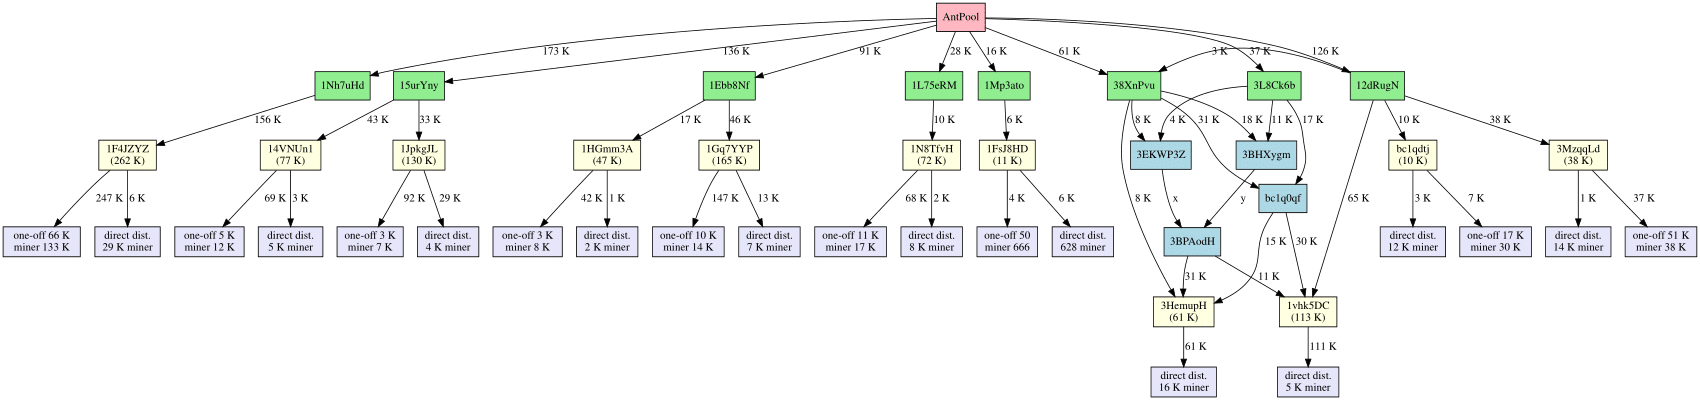 AntPool
173 K
136 K
91 K
28 K
16 K
61 K
3 K
37 K
126 K
1Nh7uHd
15urYny
1Ebb8Nf
1L75eRM
1Mp3ato
38XnPvu
3L8Ck6b
12dRugN
156 K
43 K
33 K
17 K
46 K
10 K
6 K
8 K
4 K
31 K
18 K
11 K
17 K
10 K
38 K
1F4JZYZ
(262 K)
14VNUn1
(77 K)
1JpkgJL
(130 K)
1HGmm3A
(47 K)
1Gq7YYP
(165 K)
1N8TfvH
(72 K)
1FsJ8HD
(11 K)
3EKWP3Z
3BHXygm
bc1qdtj
(10 K)
3MzqqLd
(38 K)
247 K
6 K
69 K
3 K
92 K
29 K
42 K
1 K
147 K
13 K
68 K
2 K
4 K
6 K
8 K
x
y
bc1q0qf
65 K
3 K
7 K
1 K
37 K
one-off 66 K
miner 133 K
direct dist.
29 K miner
one-off 5 K
miner 12 K
direct dist.
5 K miner
one-off 3 K
miner 7 K
direct dist.
4 K miner
one-off 3 K
miner 8 K
direct dist.
2 K miner
one-off 10 K
miner 14 K
direct dist.
7 K miner
one-off 11 K
miner 17 K
direct dist.
8 K miner
one-off 50
miner 666
direct dist.
628 miner
3BPAodH
15 K
30 K
direct dist.
12 K miner
one-off 17 K
miner 30 K
direct dist.
14 K miner
one-off 51 K
miner 38 K
31 K
11 K
3HemupH
(61 K)
1vhk5DC
(113 K)
61 K
111 K
direct dist.
16 K miner
direct dist.
5 K miner